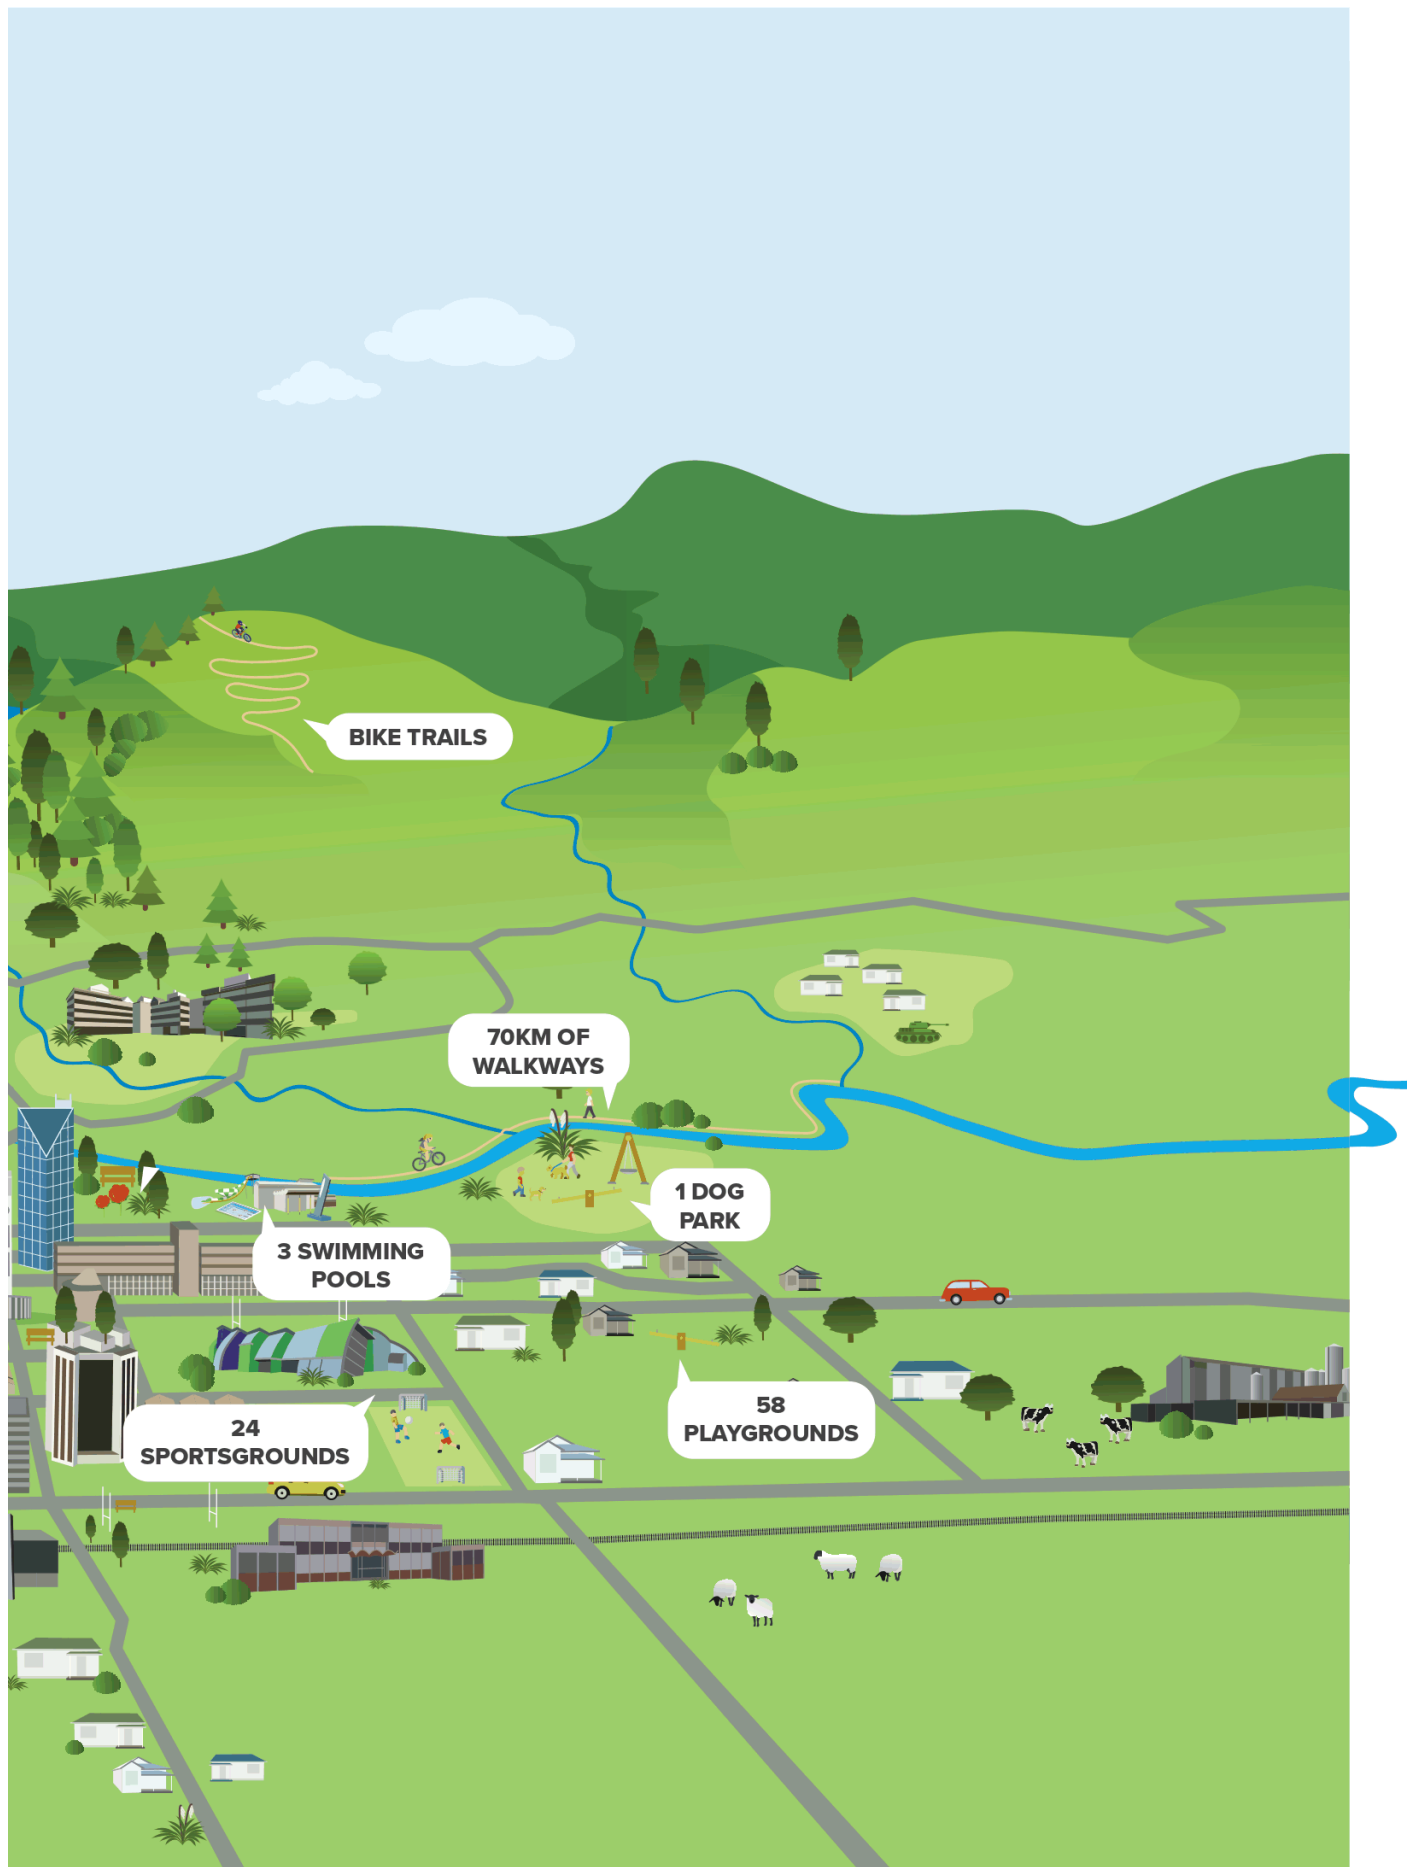 BIKE TRAILS
70KM OF
WALKWAYS
1 DOG
PARK
3 SWIMMING
POOLS
58
PLAYGROUNDS
24
SPORTSGROUNDS